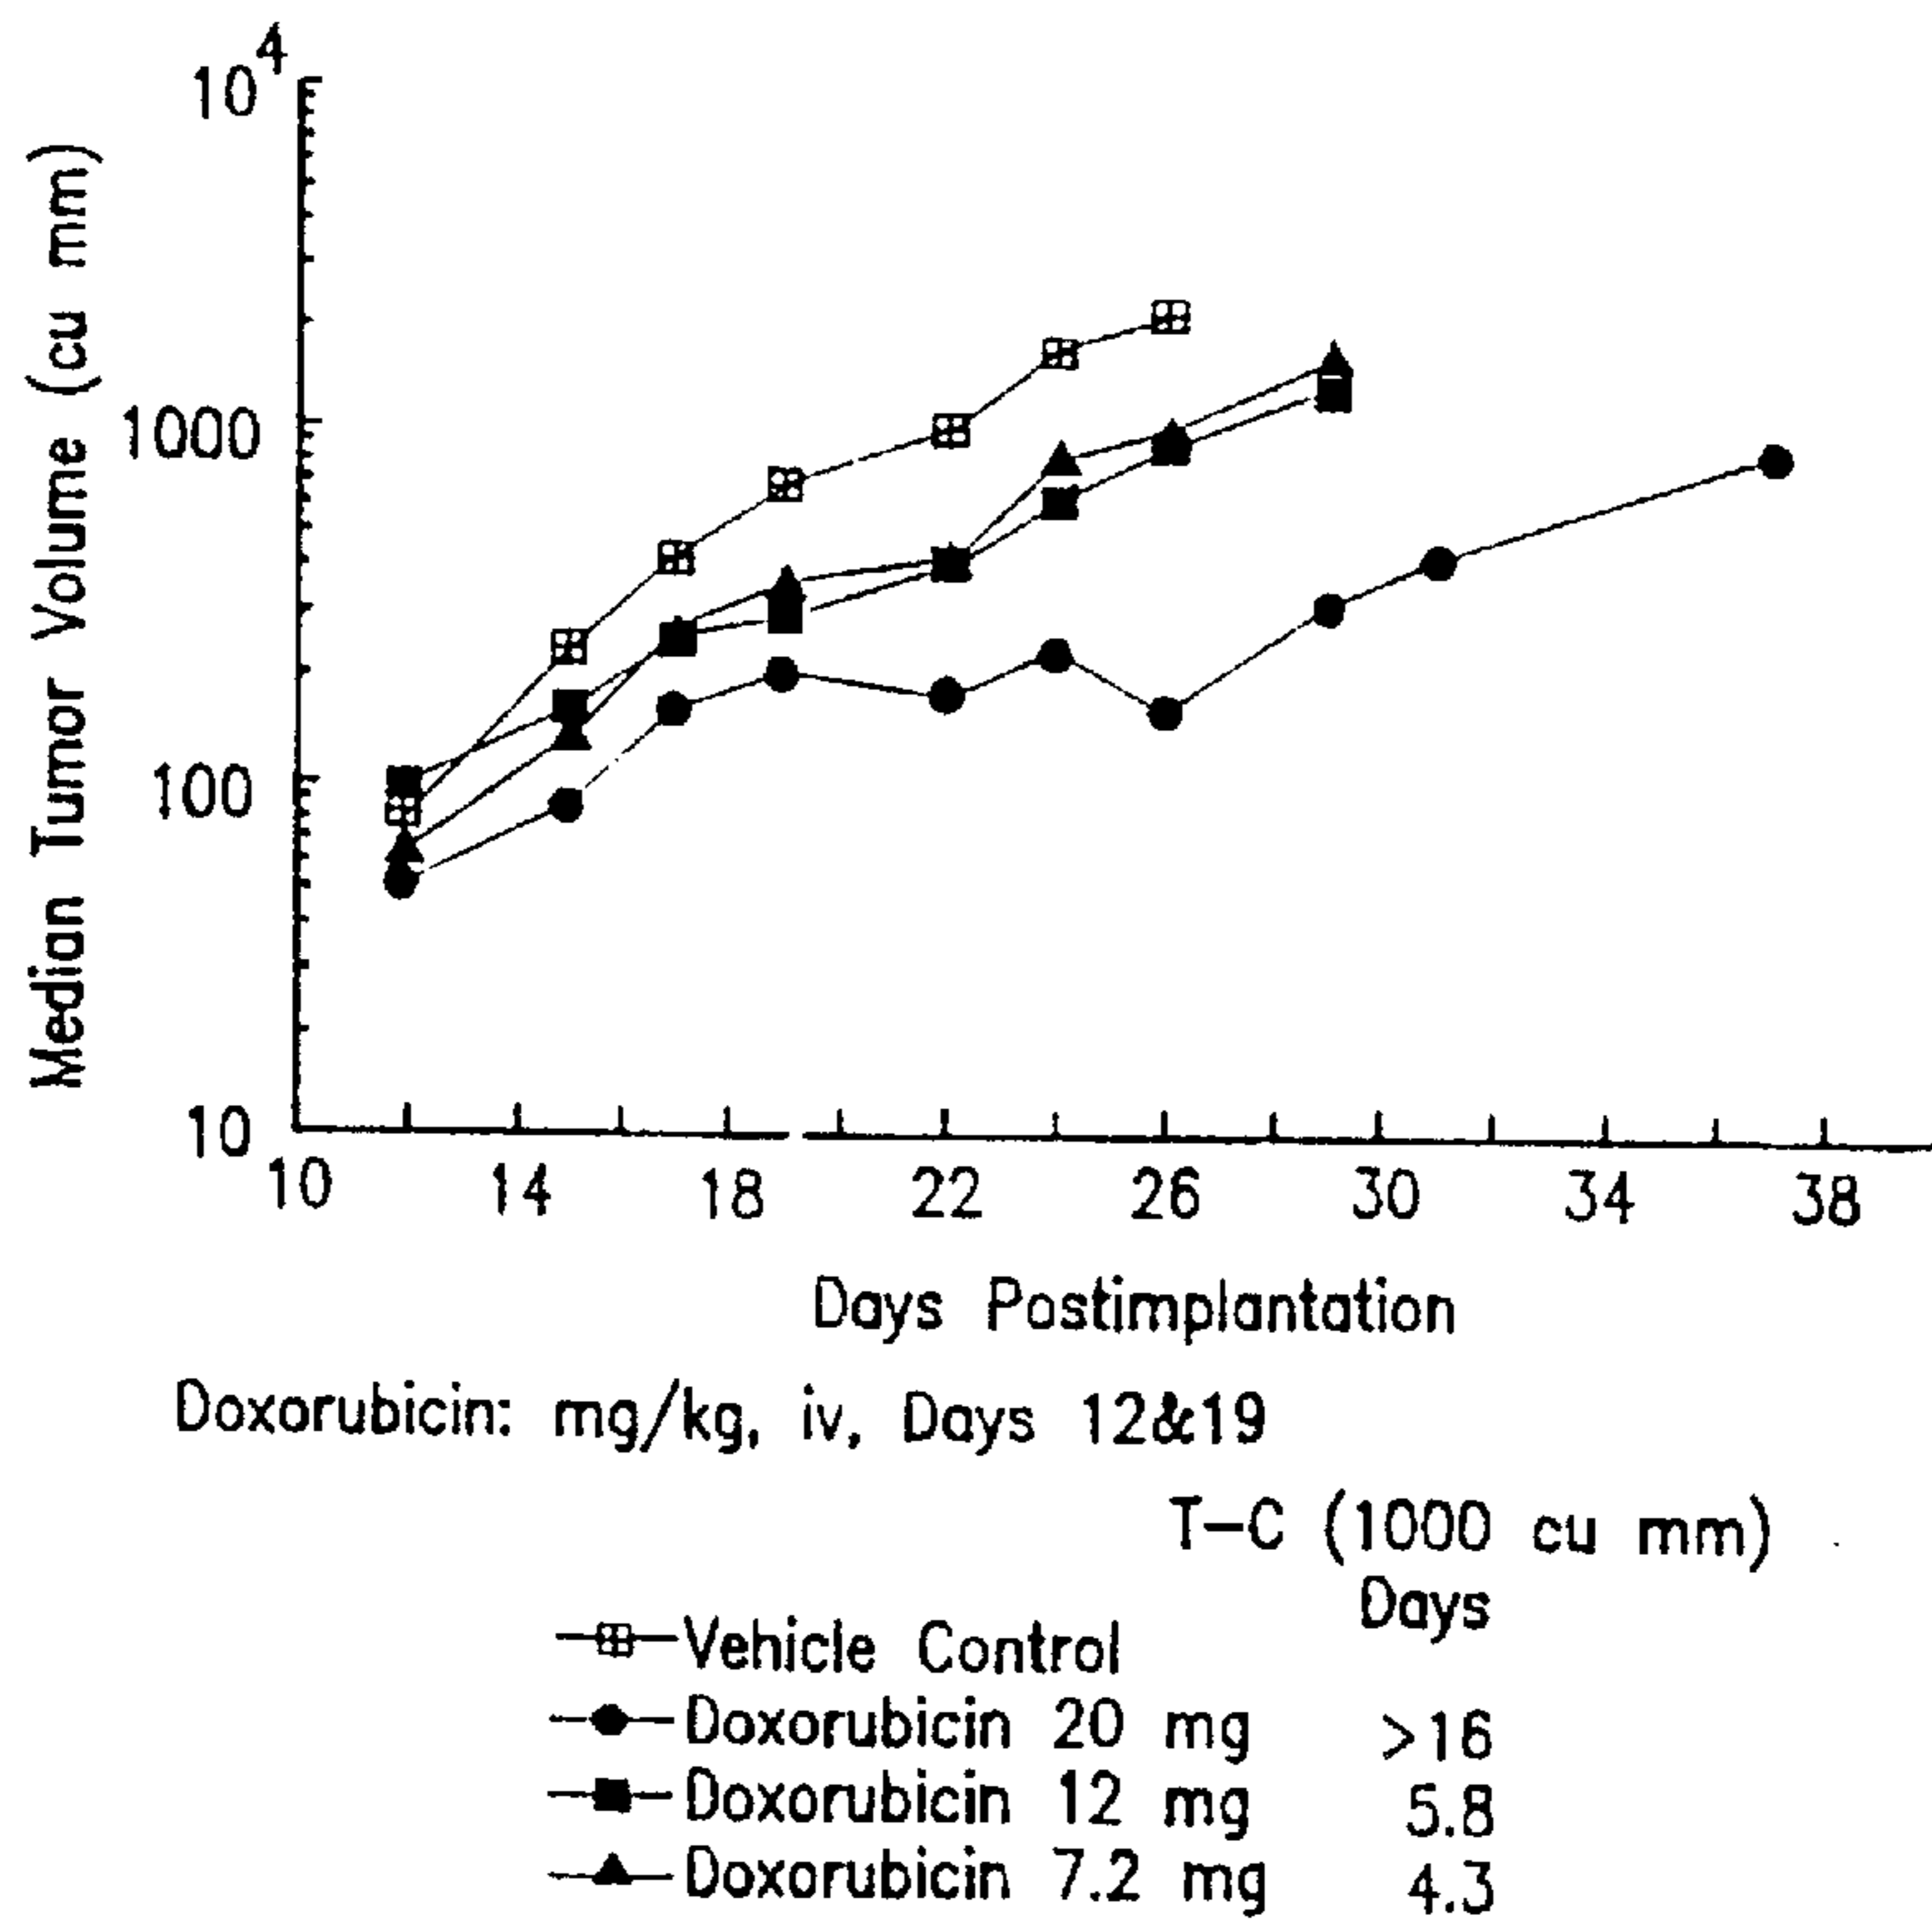 10^4
1000
100
10
Median Tumor Volume (cu mm)
10 14 18 22 26 30 34 38
Days Postimplantation
Doxorubicin: mg/kg, iv, Days 12&19
T-C (1000 cu mm)
Days
Vehicle Control
Doxorubicin 20 mg >16
Doxorubicin 12 mg 5.8
Doxorubicin 7.2 mg 4.3